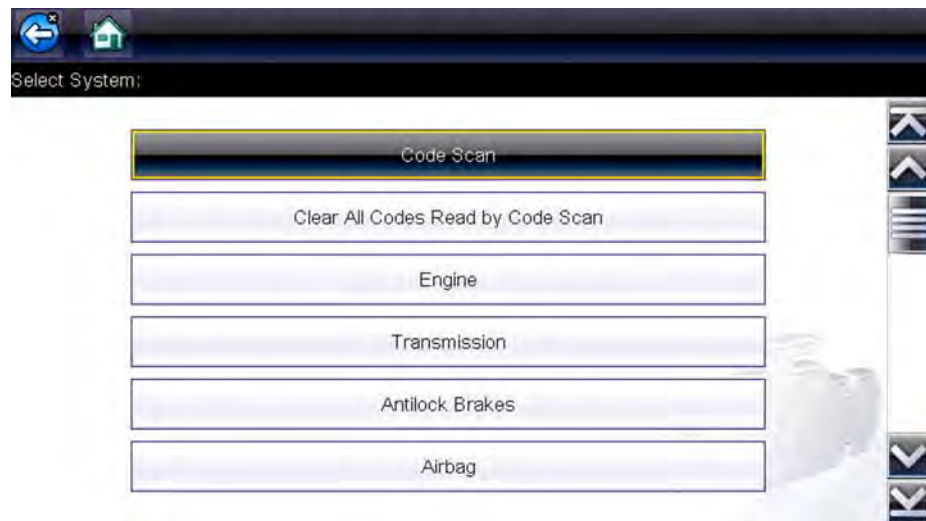 Select System:
Code Scan
Clear All Codes Read by Code Scan
Engine
Transmission
Antilock Brakes
Airbag